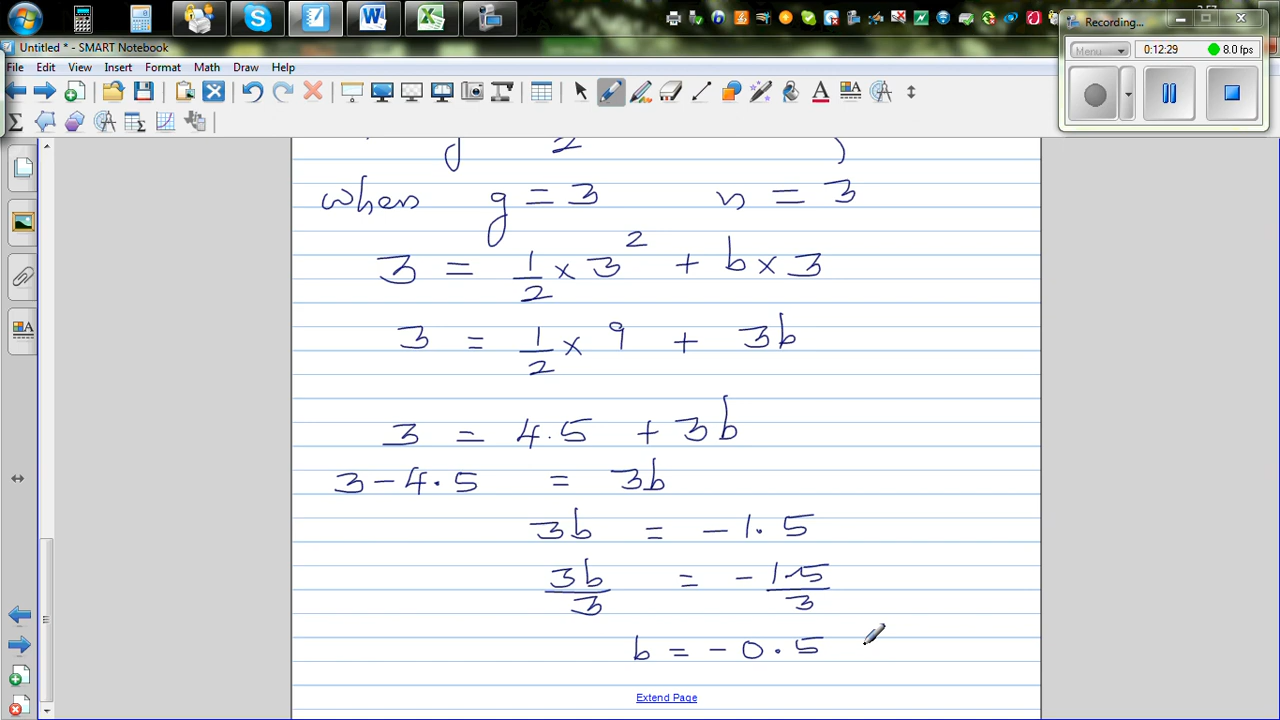 Untitled * - SMART Notebook
Recording...
File Edit View Insert Format Math Draw Help
Menu 0:12:29 8.0 fps
when g = 3 n = 3
3 = 1/2 × 3² + b × 3
3 = 1/2 × 9 + 3b
3 = 4.5 + 3b
3 - 4.5 = 3b
3b = -1.5
3b/3 = -1.5/3
b = -0.5
Extend Page